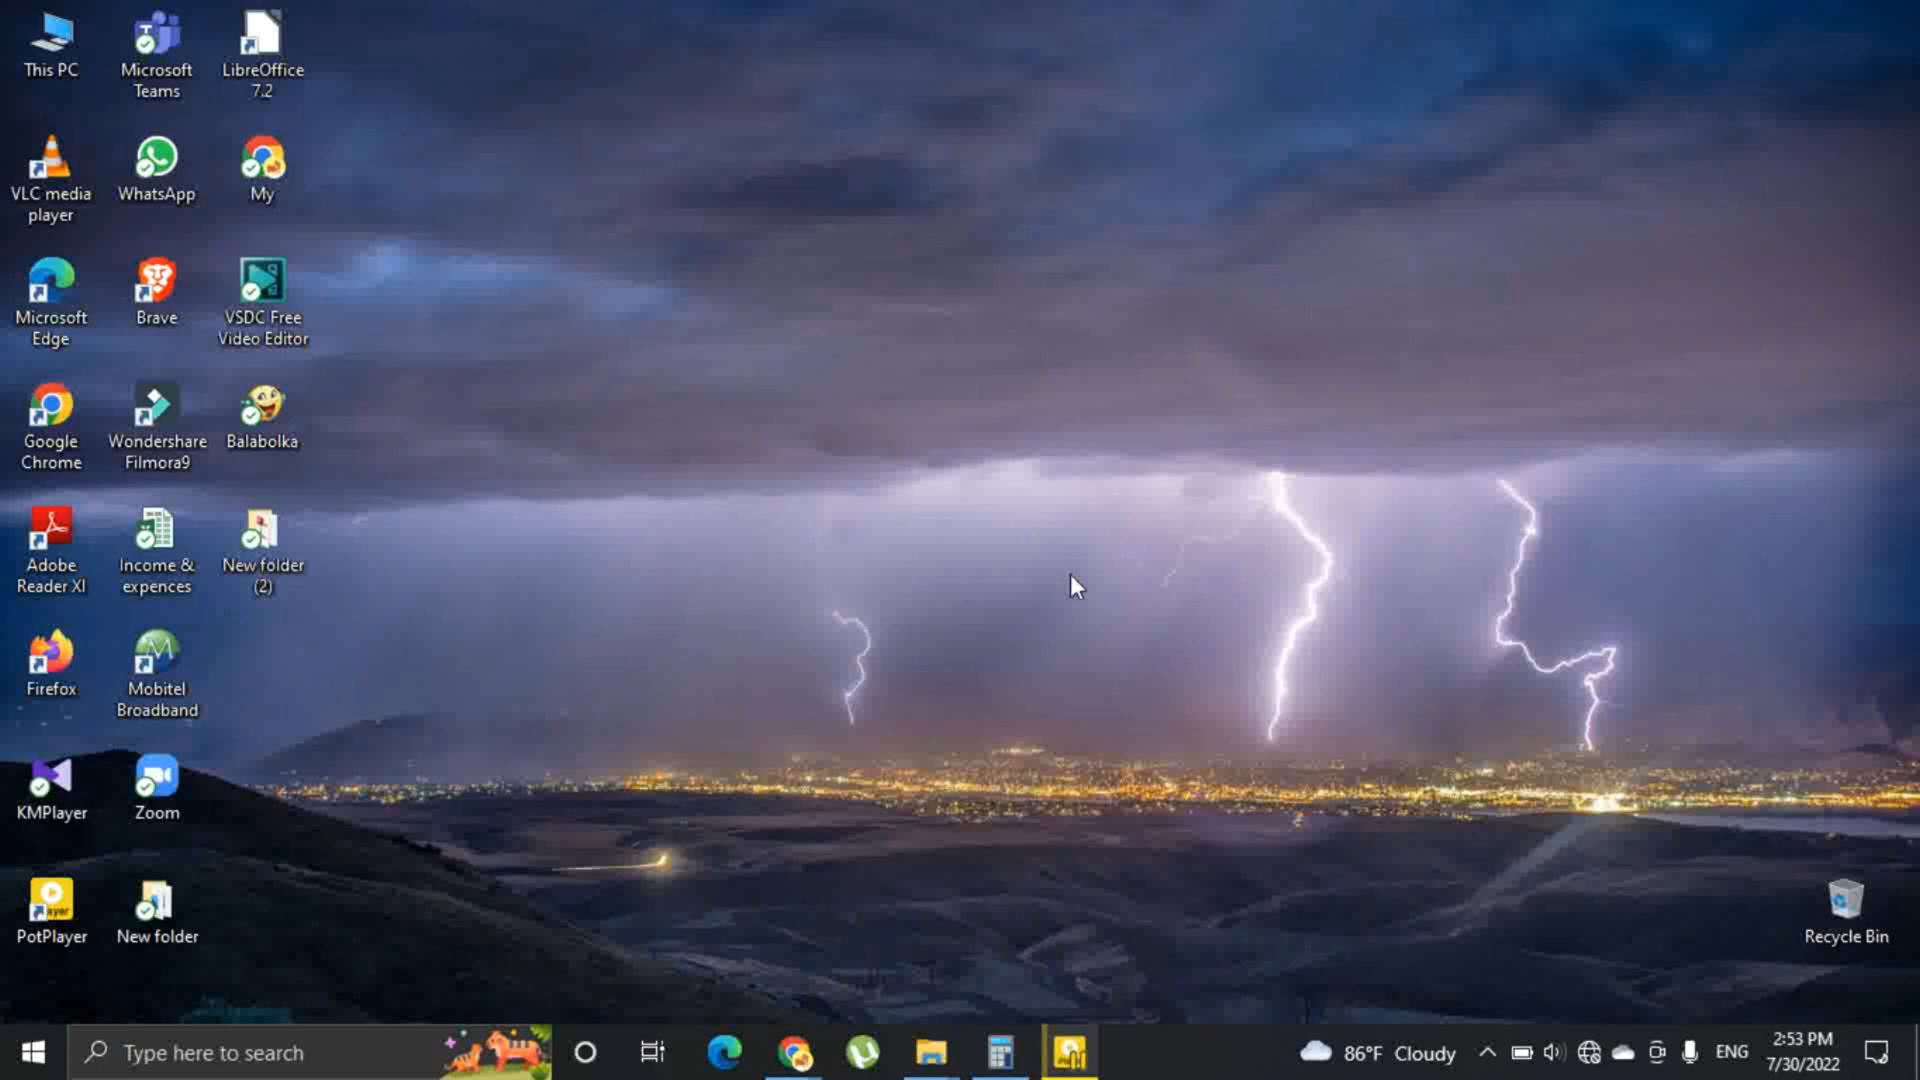 This PC
Microsoft
Teams
LibreOffice
7.2
VLC media
player
WhatsApp
My
Microsoft
Edge
Brave
VSDC Free
Video Editor
Google
Chrome
Wondershare
Filmora9
Balabolka
Adobe
Reader XI
Income &
expences
New folder
(2)
Firefox
Mobitel
Broadband
KMPlayer
Zoom
PotPlayer
New folder
Recycle Bin
Type here to search
86°F Cloudy
ENG
2:53 PM
7/30/2022